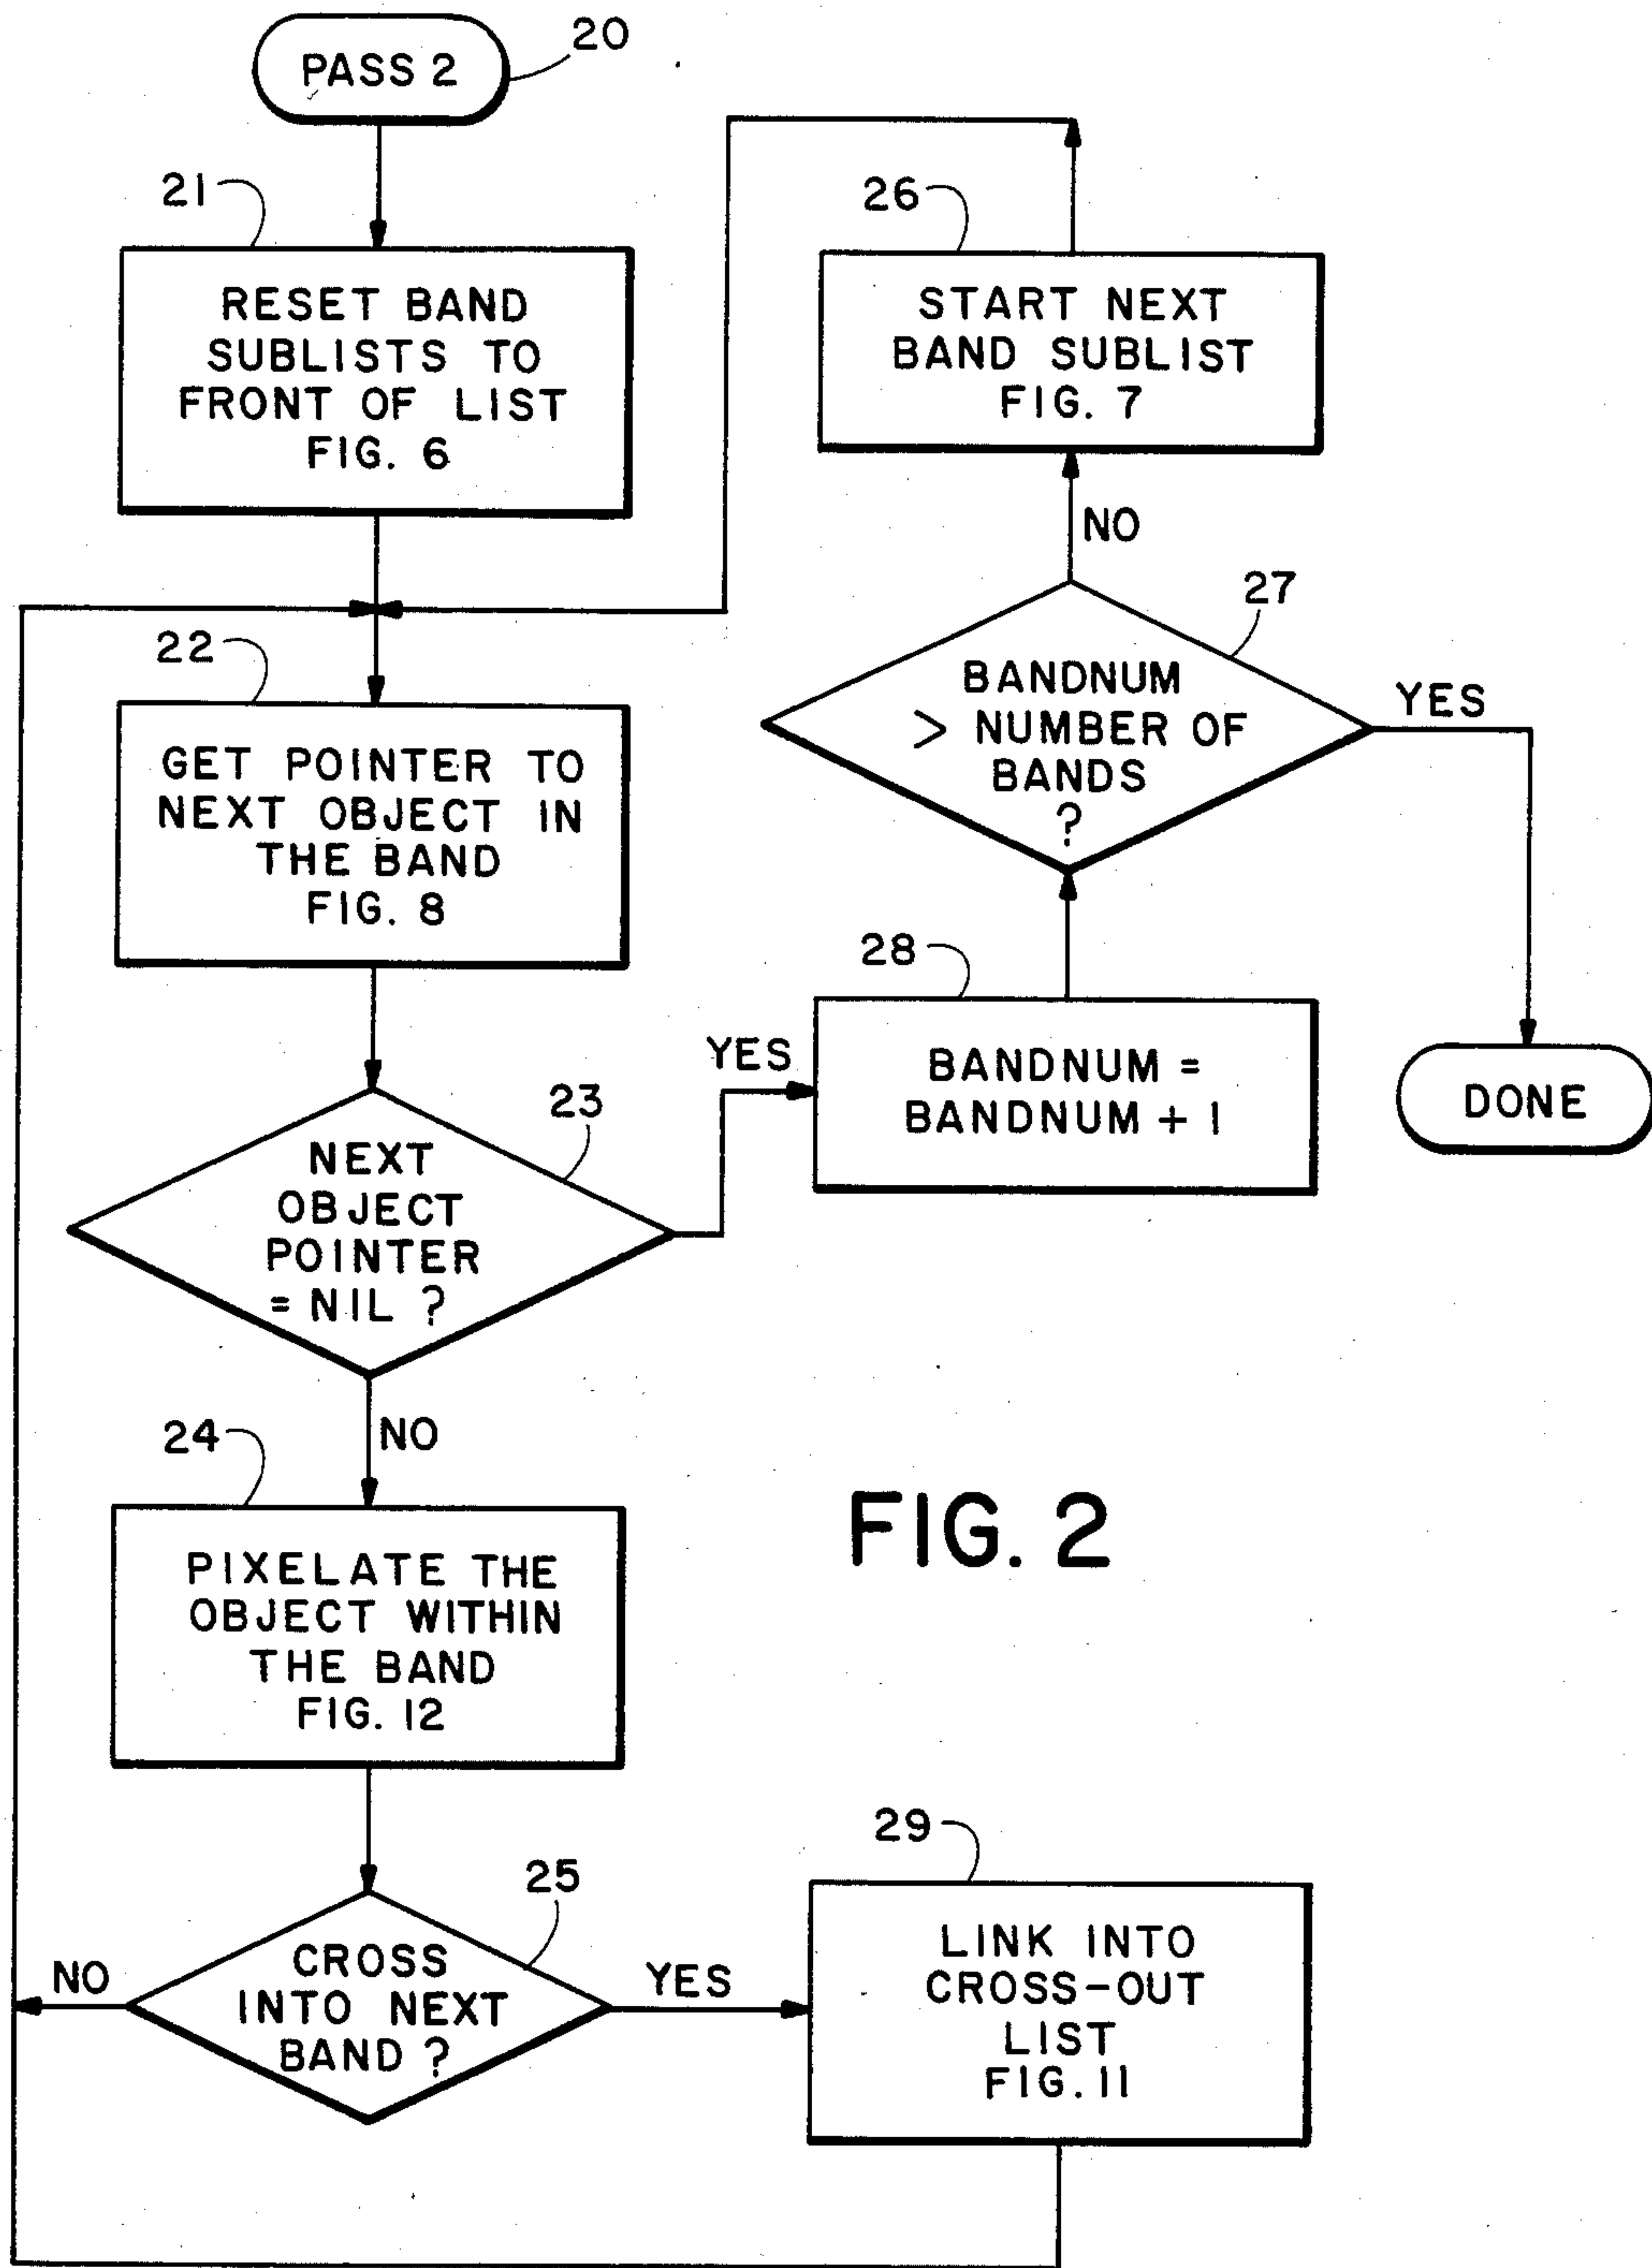 PASS 2
20
21
RESET BAND
SUBLISTS TO
FRONT OF LIST
FIG. 6
22
GET POINTER TO
NEXT OBJECT IN
THE BAND
FIG. 8
23
NEXT
OBJECT
POINTER
= NIL ?
YES
NO
24
PIXELATE THE
OBJECT WITHIN
THE BAND
FIG. 12
25
CROSS
INTO NEXT
BAND ?
NO
YES
29
LINK INTO
CROSS-OUT
LIST
FIG. 11
28
BANDNUM =
BANDNUM + 1
27
BANDNUM
> NUMBER OF
BANDS
?
NO
YES
26
START NEXT
BAND SUBLIST
FIG. 7
DONE
FIG. 2